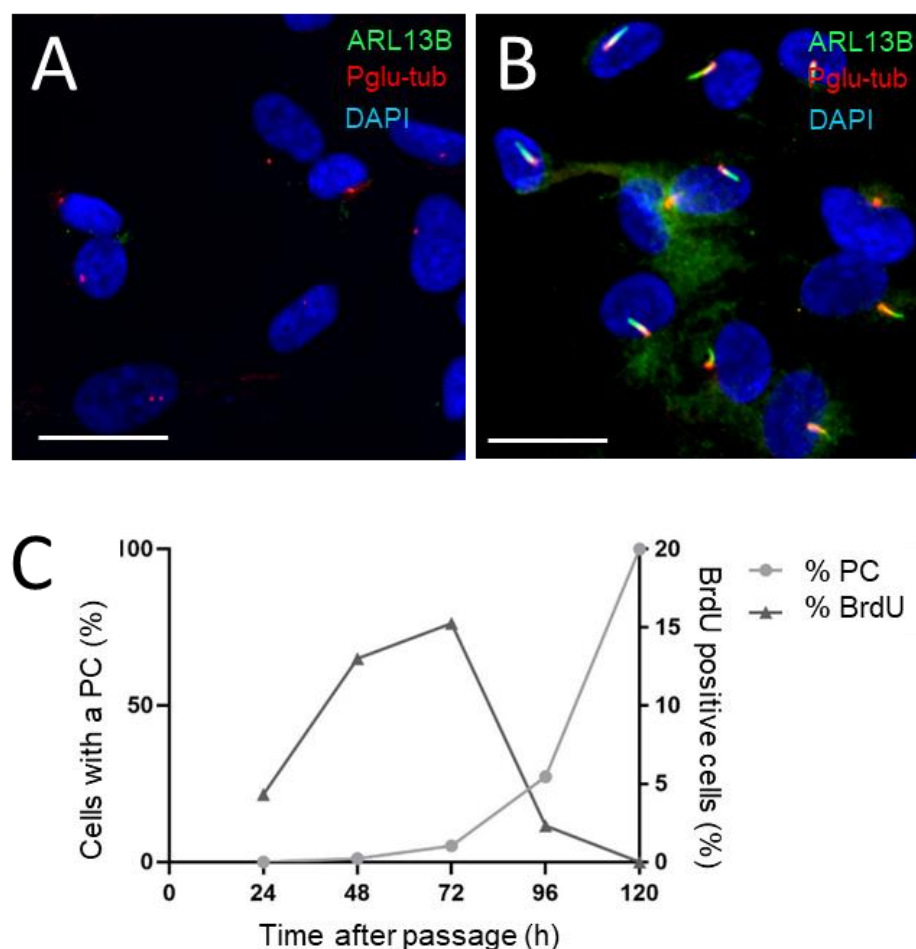 A
ARL13B
Pglu-tub
DAPI
B
ARL13B
Pglu-tub
DAPI
C
Cells with a PC (%)
100
50
0
20
15
10
5
0
BrdU positive cells (%)
% PC
% BrdU
0 24 48 72 96 120
Time after passage (h)